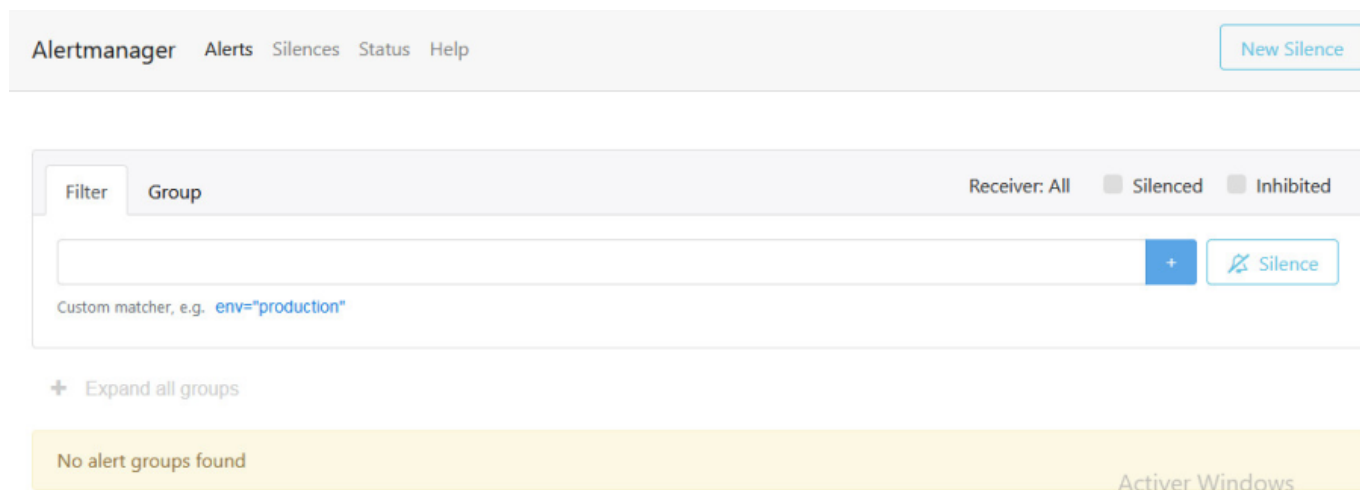 Alertmanager Alerts Silences Status Help New Silence
Filter Group Receiver: All Silenced Inhibited
+ Silence
Custom matcher, e.g. env="production"
+ Expand all groups
No alert groups found
Activer Windows